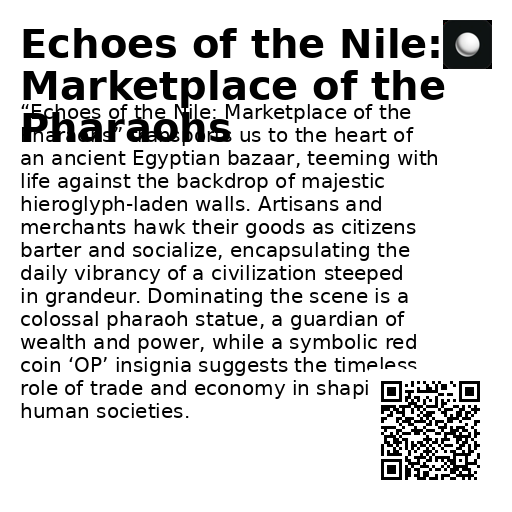 Echoes of the Nile:
Marketplace of the
Pharaohs
“Echoes of the Nile: Marketplace of the
Pharaohs” transports us to the heart of
an ancient Egyptian bazaar, teeming with
life against the backdrop of majestic
hieroglyph-laden walls. Artisans and
merchants hawk their goods as citizens
barter and socialize, encapsulating the
daily vibrancy of a civilization steeped
in grandeur. Dominating the scene is a
colossal pharaoh statue, a guardian of
wealth and power, while a symbolic red
coin ‘OP’ insignia suggests the timeless
role of trade and economy in shapi
human societies.